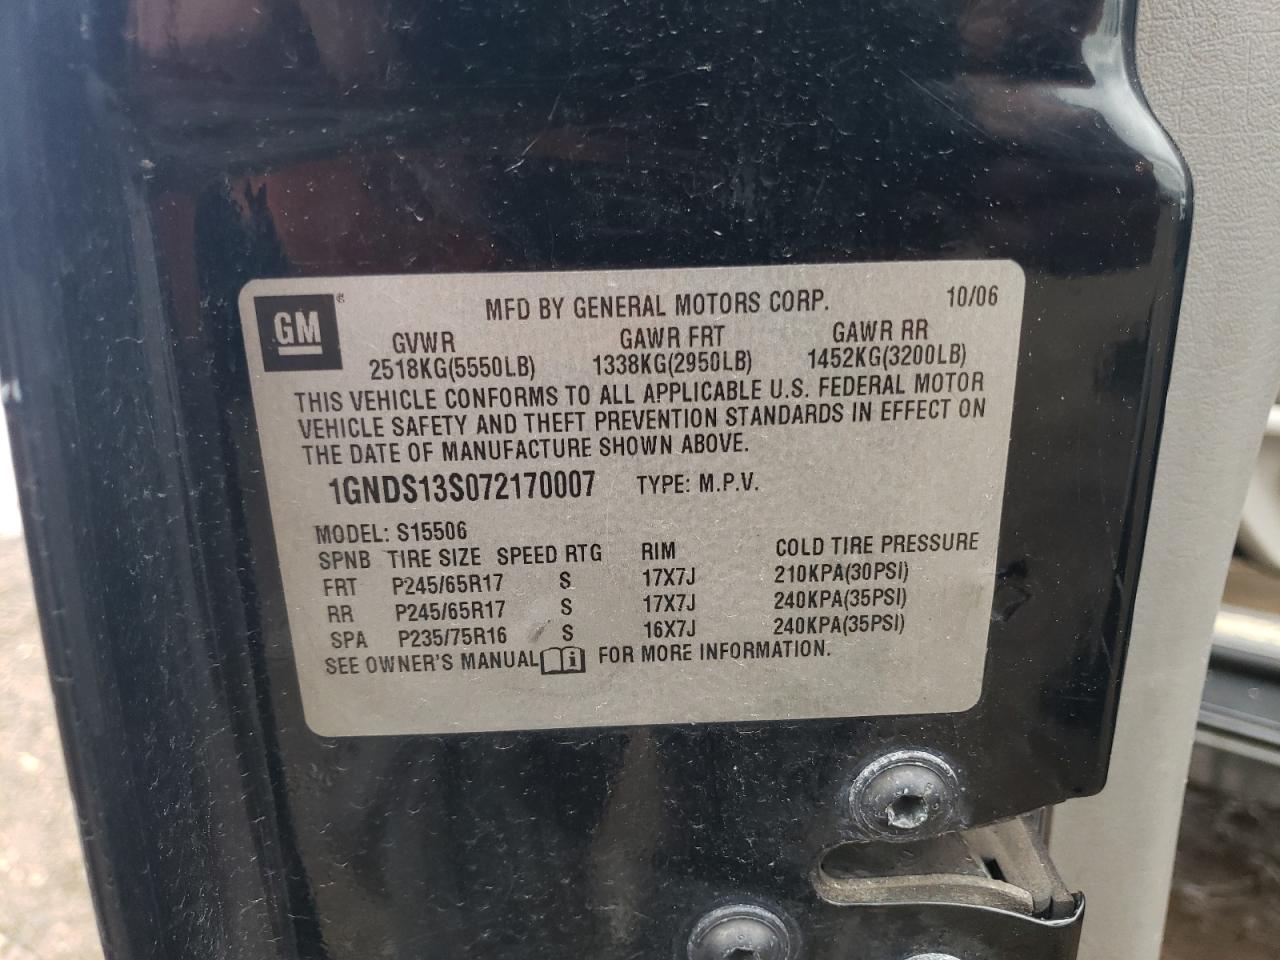 GM ®
MFD BY GENERAL MOTORS CORP. 10/06
GVWR GAWR FRT GAWR RR
2518KG(5550LB) 1338KG(2950LB) 1452KG(3200LB)
THIS VEHICLE CONFORMS TO ALL APPLICABLE U.S. FEDERAL MOTOR
VEHICLE SAFETY AND THEFT PREVENTION STANDARDS IN EFFECT ON
THE DATE OF MANUFACTURE SHOWN ABOVE.
1GNDS13S072170007 TYPE: M.P.V.
MODEL: S15506
SPNB TIRE SIZE SPEED RTG RIM COLD TIRE PRESSURE
FRT P245/65R17 S 17X7J 210KPA(30PSI)
RR P245/65R17 S 17X7J 240KPA(35PSI)
SPA P235/75R16 S 16X7J 240KPA(35PSI)
SEE OWNER'S MANUAL FOR MORE INFORMATION.